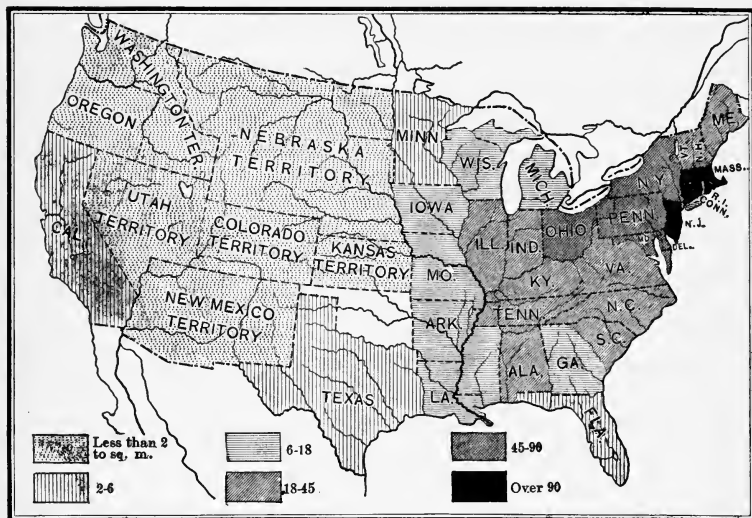 WASHINGTON TER.
OREGON
NEBRASKA
TERRITORY
MINN.
WIS.
MICH.
ME.
VT.
N.H.
N.Y.
MASS.
R.I.
CONN.
N.J.
PENN.
IOWA
UTAH
TERRITORY
CAL.
COLORADO
TERRITORY
KANSAS
TERRITORY
ILL.
IND.
OHIO
MD.
DEL.
VA.
MO.
KY.
NEW MEXICO
TERRITORY
ARK.
TENN.
N.C.
S.C.
TEXAS
LA.
ALA.
GA.
FLA.
Less than 2
to sq. m.
6-18
45-90
2-6
18-45
Over 90